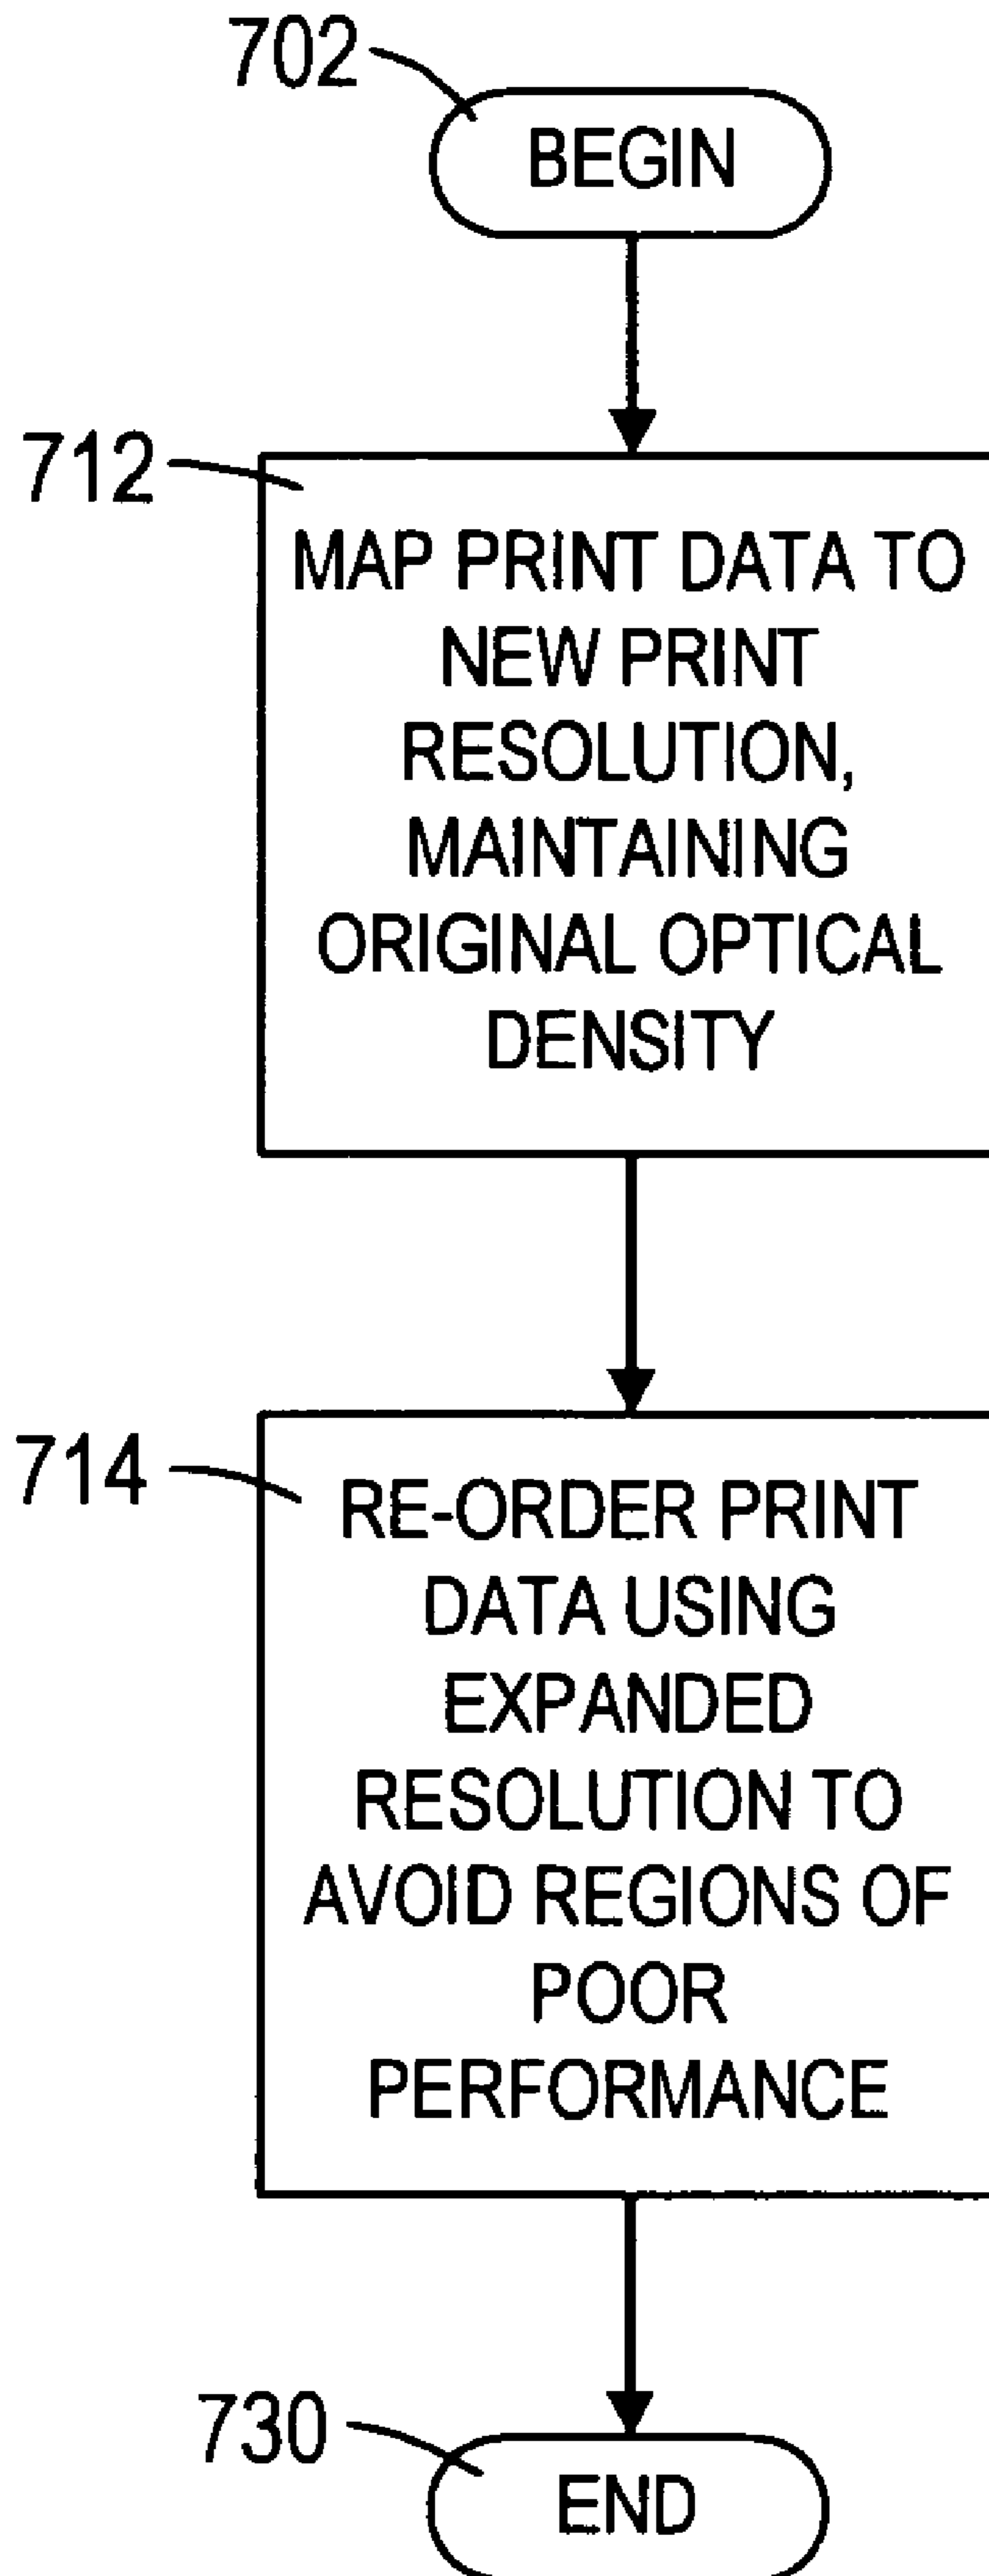 702
BEGIN
712
MAP PRINT DATA TO
NEW PRINT
RESOLUTION,
MAINTAINING
ORIGINAL OPTICAL
DENSITY
714
RE-ORDER PRINT
DATA USING
EXPANDED
RESOLUTION TO
AVOID REGIONS OF
POOR
PERFORMANCE
730
END